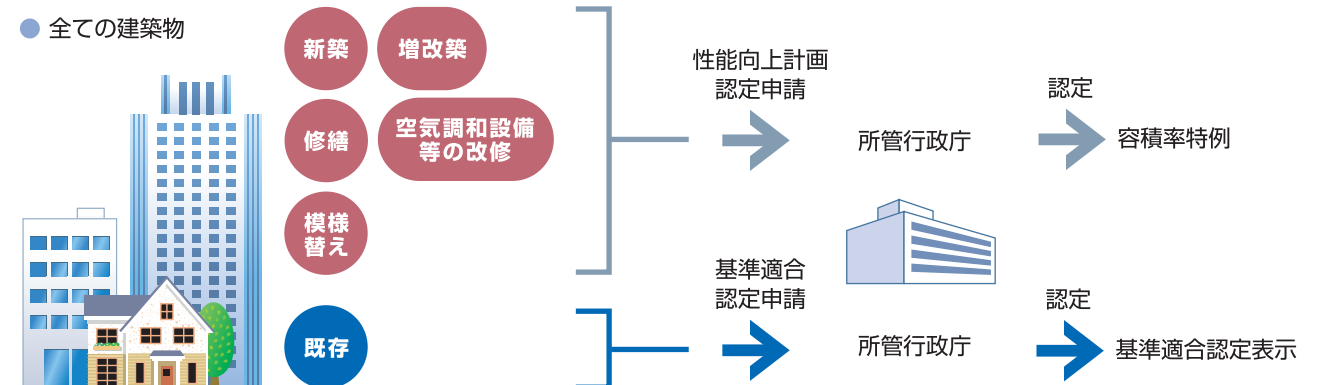 全ての建築物
新築
増改築
修繕
空気調和設備
等の改修
模様
替え
性能向上計画
認定申請
所管行政庁
認定
容積率特例
既存
基準適合
認定申請
所管行政庁
認定
基準適合認定表示